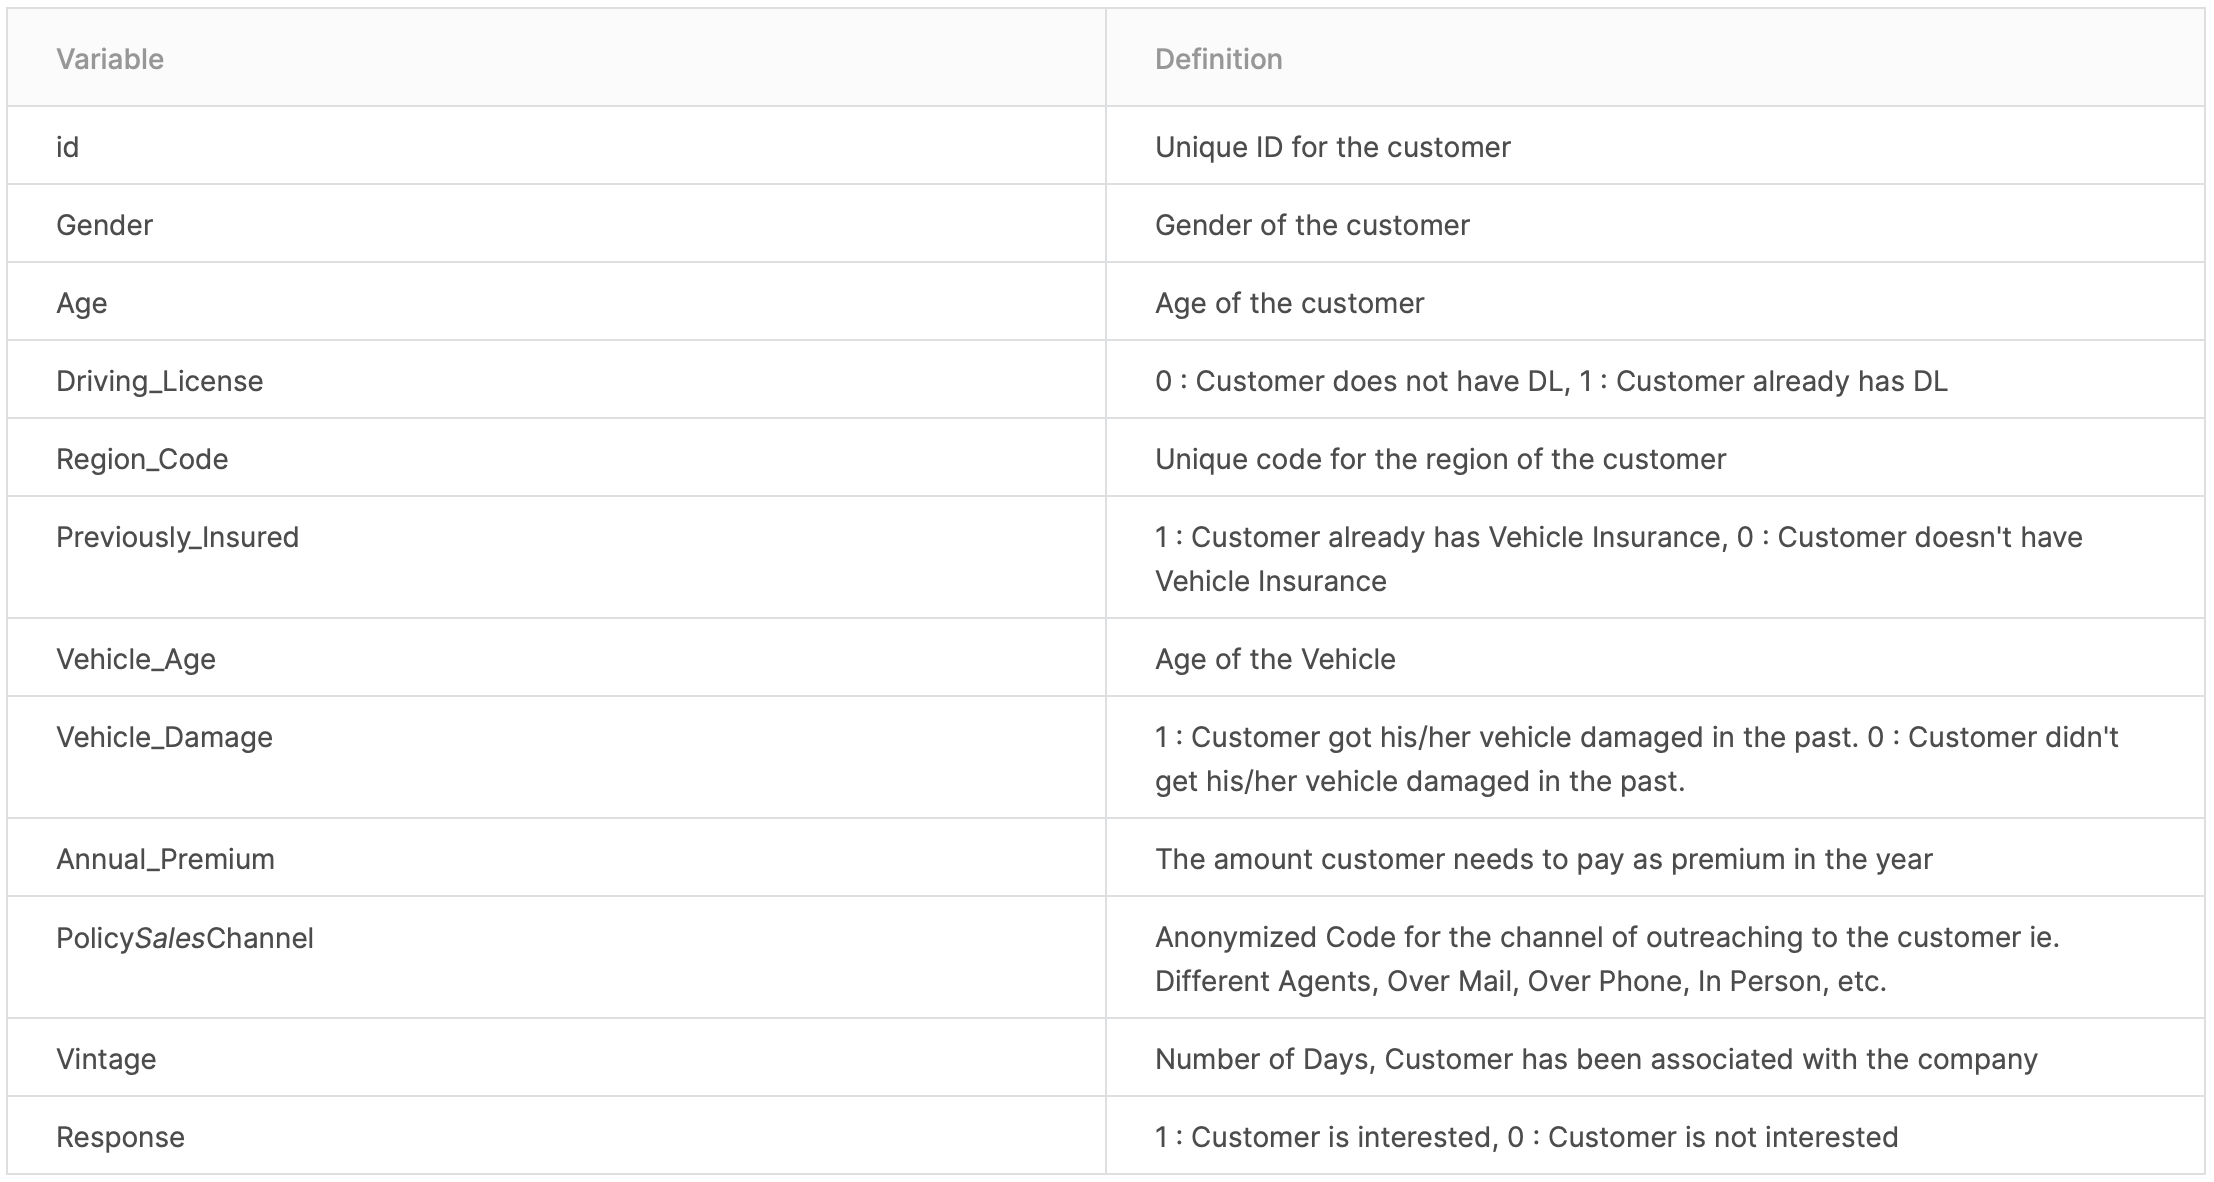 Variable Definition
id Unique ID for the customer
Gender Gender of the customer
Age Age of the customer
Driving_License 0 : Customer does not have DL, 1 : Customer already has DL
Region_Code Unique code for the region of the customer
Previously_Insured 1 : Customer already has Vehicle Insurance, 0 : Customer doesn't have
Vehicle Insurance
Vehicle_Age Age of the Vehicle
Vehicle_Damage 1 : Customer got his/her vehicle damaged in the past. 0 : Customer didn't
get his/her vehicle damaged in the past.
Annual_Premium The amount customer needs to pay as premium in the year
PolicySalesChannel Anonymized Code for the channel of outreaching to the customer ie.
Different Agents, Over Mail, Over Phone, In Person, etc.
Vintage Number of Days, Customer has been associated with the company
Response 1 : Customer is interested, 0 : Customer is not interested